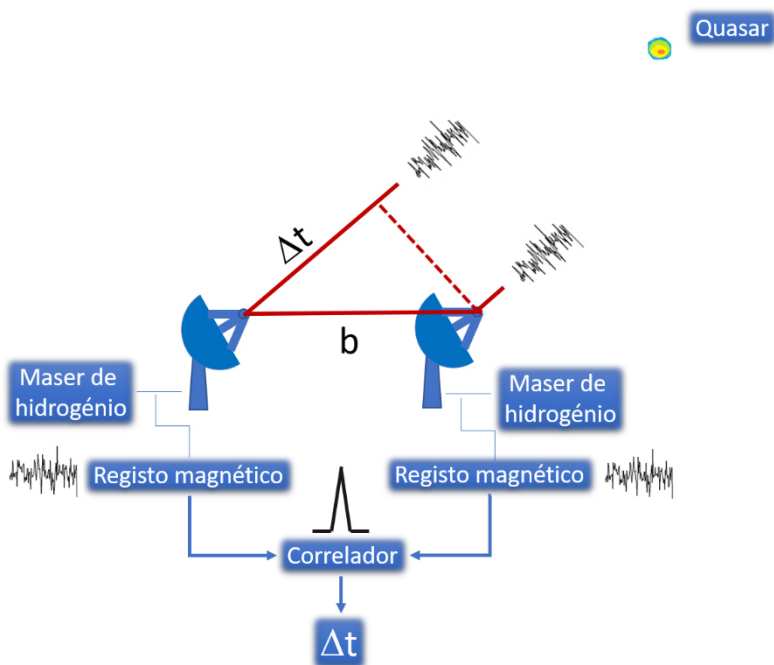 Quasar
Δt
b
Maser de
hidrogénio
Maser de
hidrogénio
Registo magnético
Registo magnético
Correlador
Δt